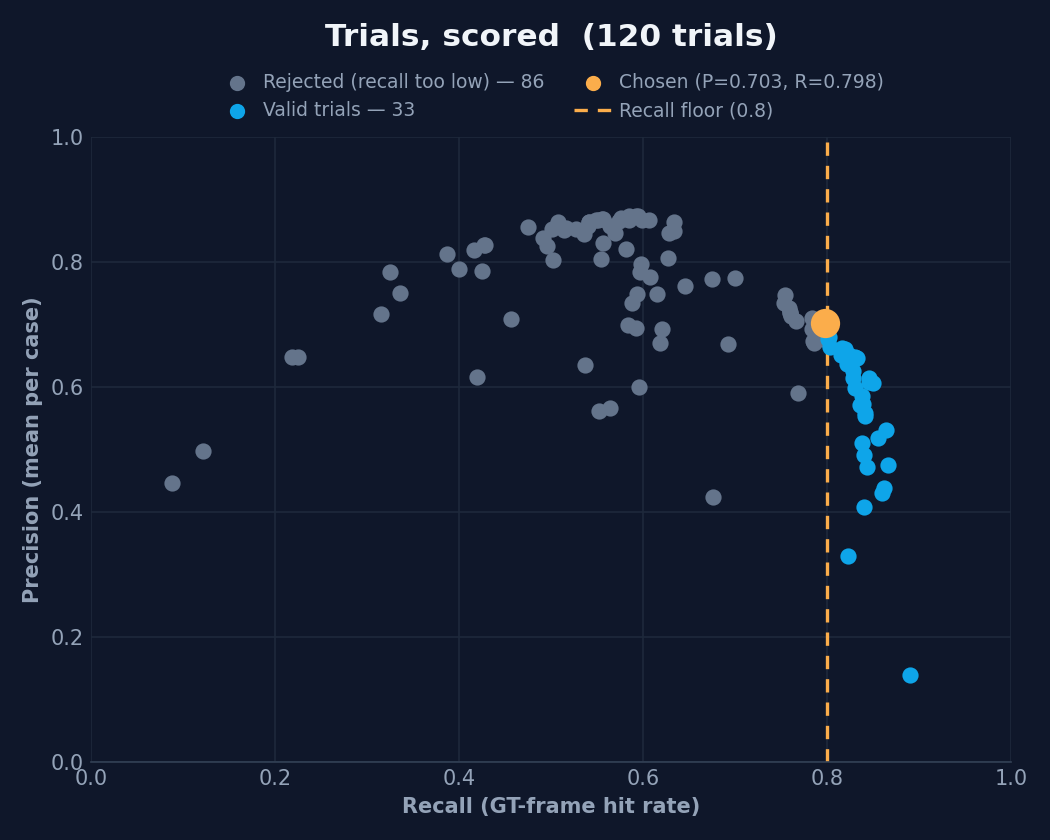 Trials, scored  (120 trials)
Rejected (recall too low) — 86
Chosen (P=0.703, R=0.798)
Valid trials — 33
Recall floor (0.8)
1.0
0.8
0.6
0.4
0.2
0.0
Precision (mean per case)
0.0 0.2 0.4 0.6 0.8 1.0
Recall (GT-frame hit rate)